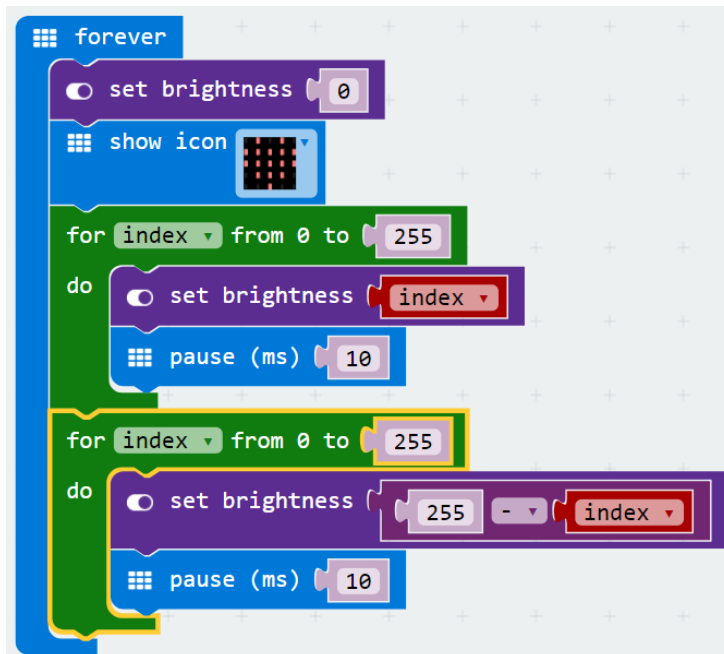 forever
set brightness 0
show icon
for index from 0 to 255
do
set brightness index
pause (ms) 10
for index from 0 to 255
do
set brightness 255 - index
pause (ms) 10